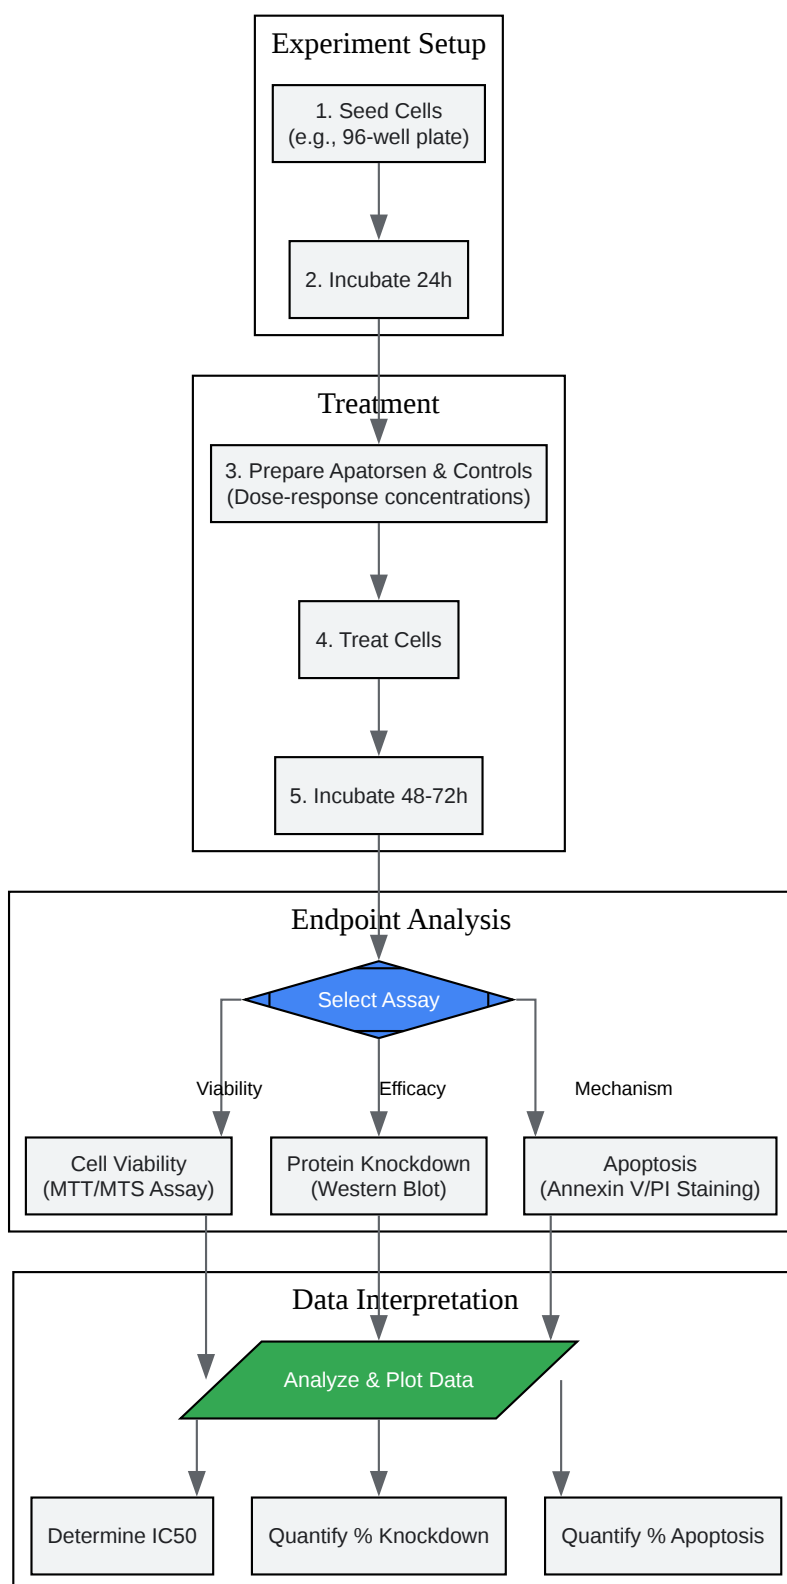 Experiment Setup
1. Seed Cells
(e.g., 96-well plate)
2. Incubate 24h
Treatment
3. Prepare Apatorsen & Controls
(Dose-response concentrations)
4. Treat Cells
5. Incubate 48-72h
Endpoint Analysis
Select Assay
Viability
Efficacy
Mechanism
Cell Viability
(MTT/MTS Assay)
Protein Knockdown
(Western Blot)
Apoptosis
(Annexin V/PI Staining)
Data Interpretation
Analyze & Plot Data
Determine IC50
Quantify % Knockdown
Quantify % Apoptosis